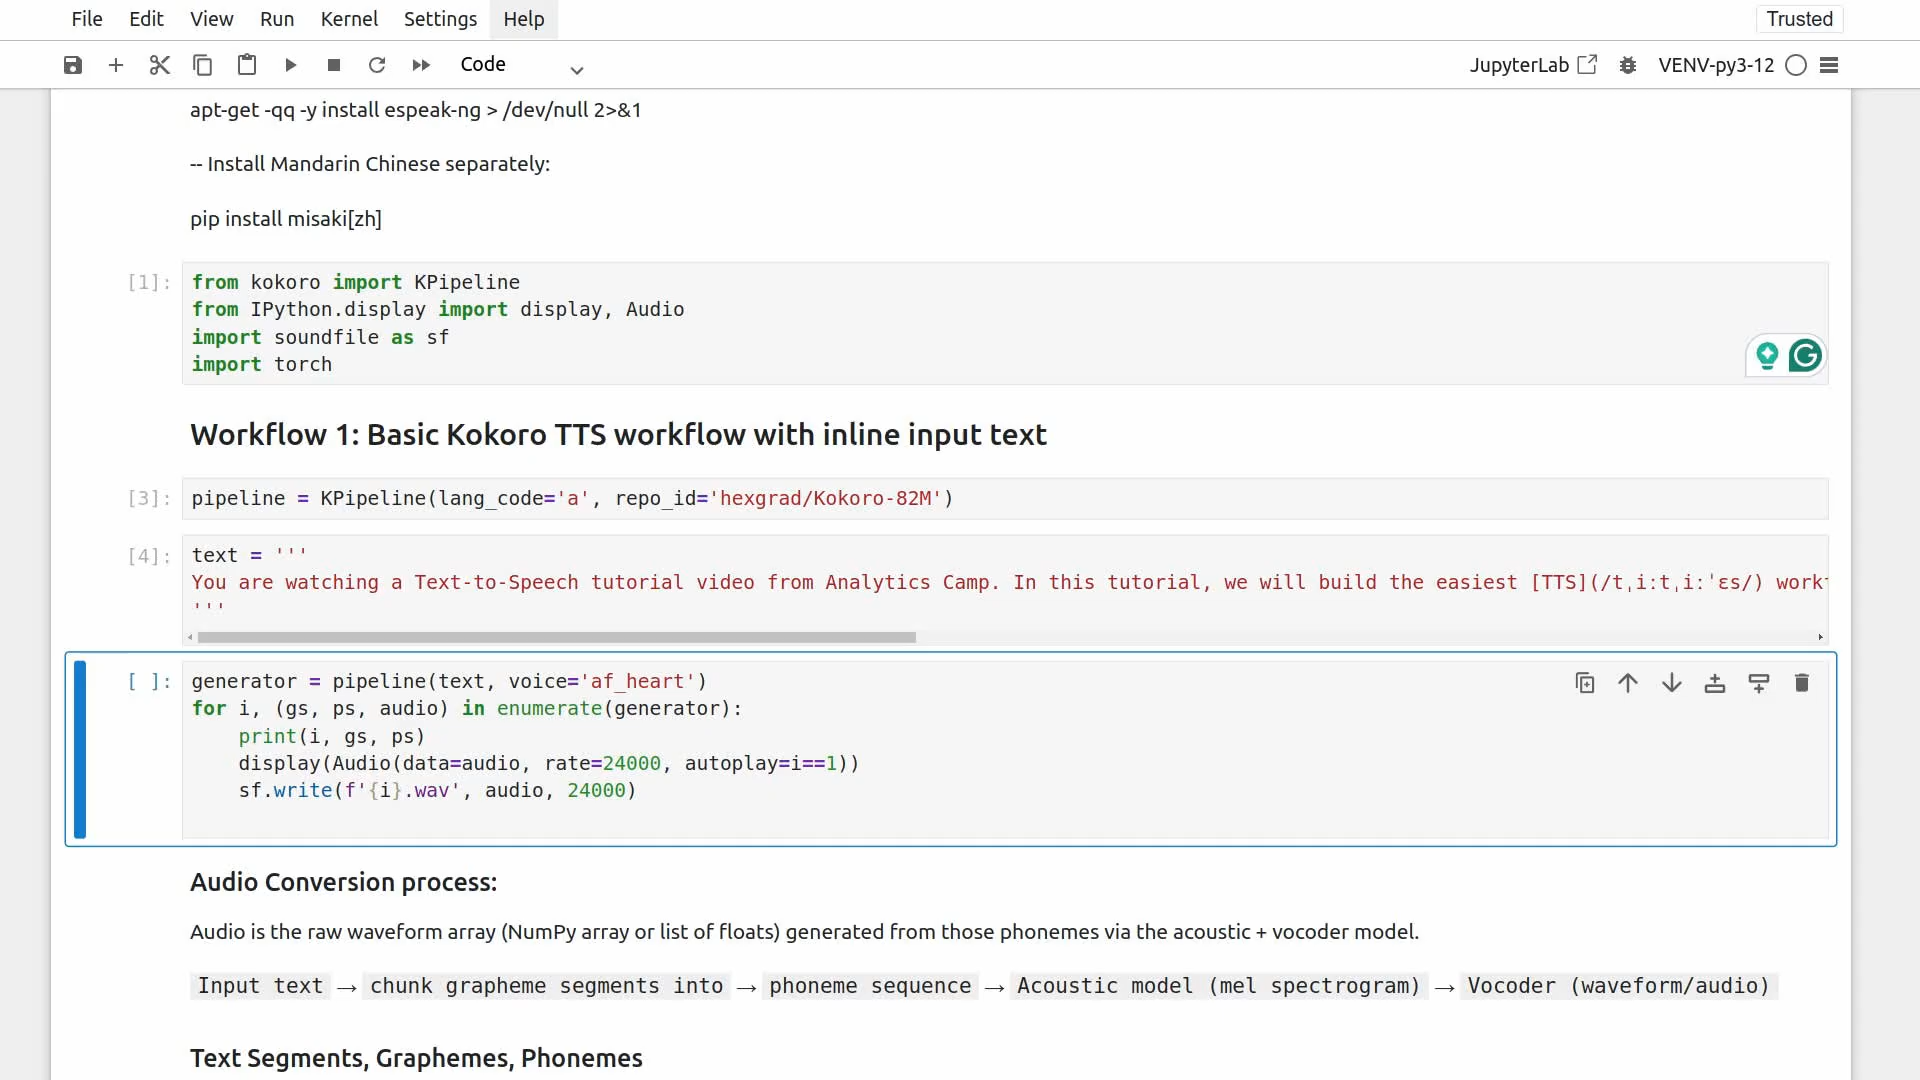 File Edit View Run Kernel Settings Help Trusted
Code JupyterLab VENV-py3-12
apt-get -qq -y install espeak-ng > /dev/null 2>&1
-- Install Mandarin Chinese separately:
pip install misaki[zh]
[1]: from kokoro import KPipeline
from IPython.display import display, Audio
import soundfile as sf
import torch
Workflow 1: Basic Kokoro TTS workflow with inline input text
[3]: pipeline = KPipeline(lang_code='a', repo_id='hexgrad/Kokoro-82M')
[4]: text = '''
You are watching a Text-to-Speech tutorial video from Analytics Camp. In this tutorial, we will build the easiest [TTS](/tˌiːtˌiːˈɛs/)
'''
[ ]: generator = pipeline(text, voice='af_heart')
for i, (gs, ps, audio) in enumerate(generator):
    print(i, gs, ps)
    display(Audio(data=audio, rate=24000, autoplay=i==1))
    sf.write(f'{i}.wav', audio, 24000)
Audio Conversion process:
Audio is the raw waveform array (NumPy array or list of floats) generated from those phonemes via the acoustic + vocoder model.
Input text → chunk grapheme segments into → phoneme sequence → Acoustic model (mel spectrogram) → Vocoder (waveform/audio)
Text Segments, Graphemes, Phonemes